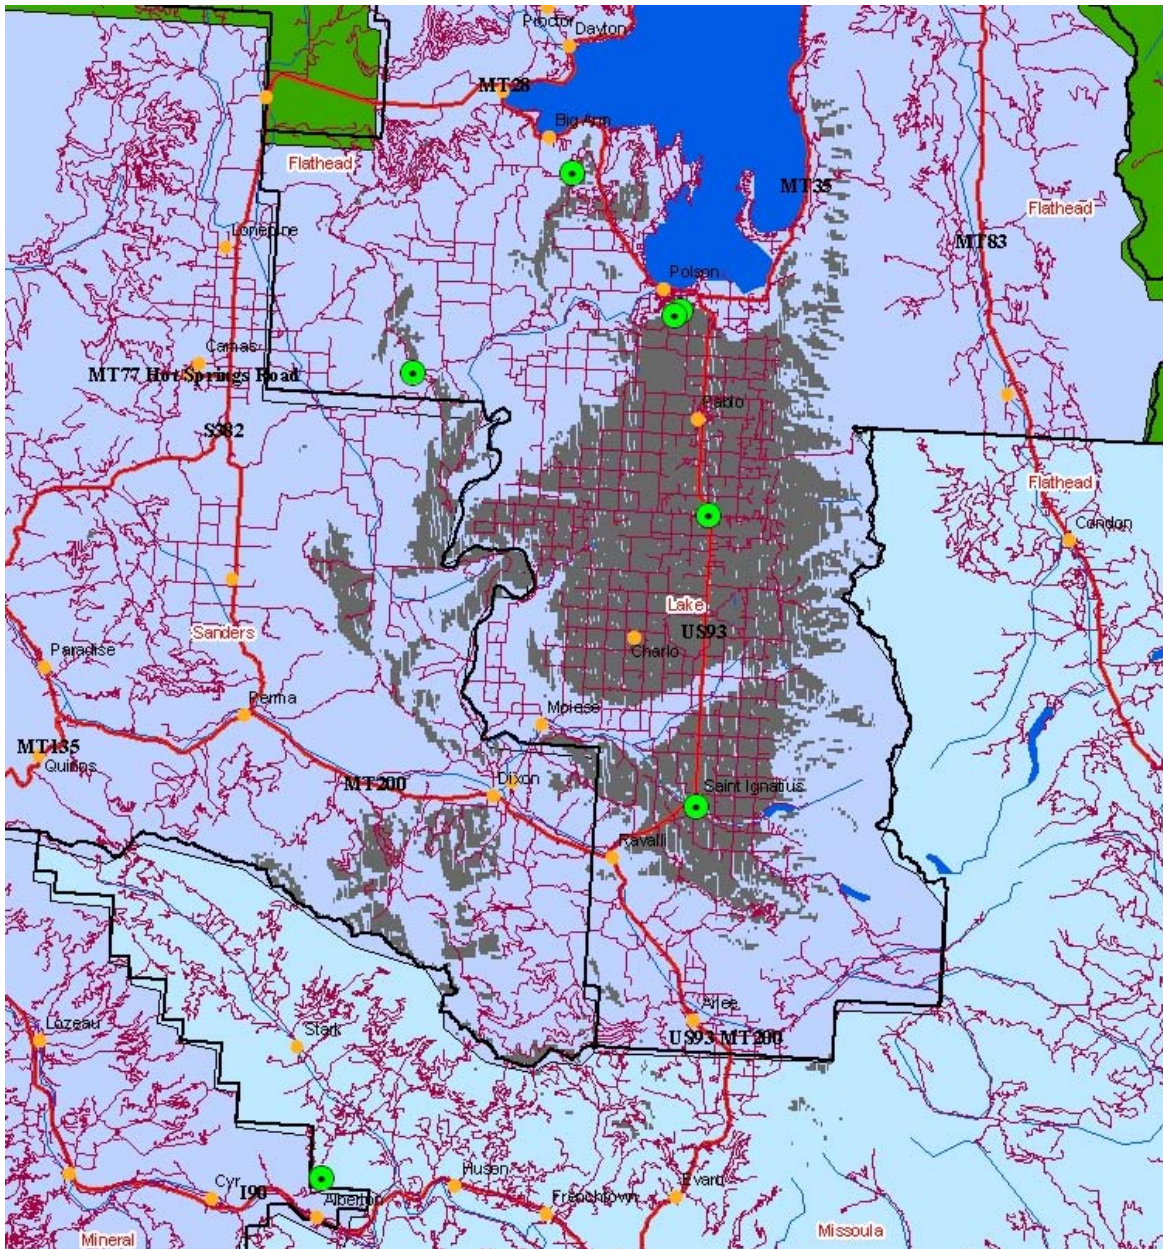 Proctor
Dayton
MT28
Big Arm
Flathead
MT35
Flathead
Lonepine
MT83
Polson
Camas
MT77 Hot Springs Road
Pablo
S382
Flathead
Condon
Lake
Sanders
US93
Charlo
Paradise
Perma
Moiese
MT135
Quinns
MT200
Dixon
Saint Ignatius
Ravalli
Arlee
Lozeau
Stark
US93 MT200
Cyr
I90
Huson
Alberton
Frenchtown
Evaro
Mineral
Missoula